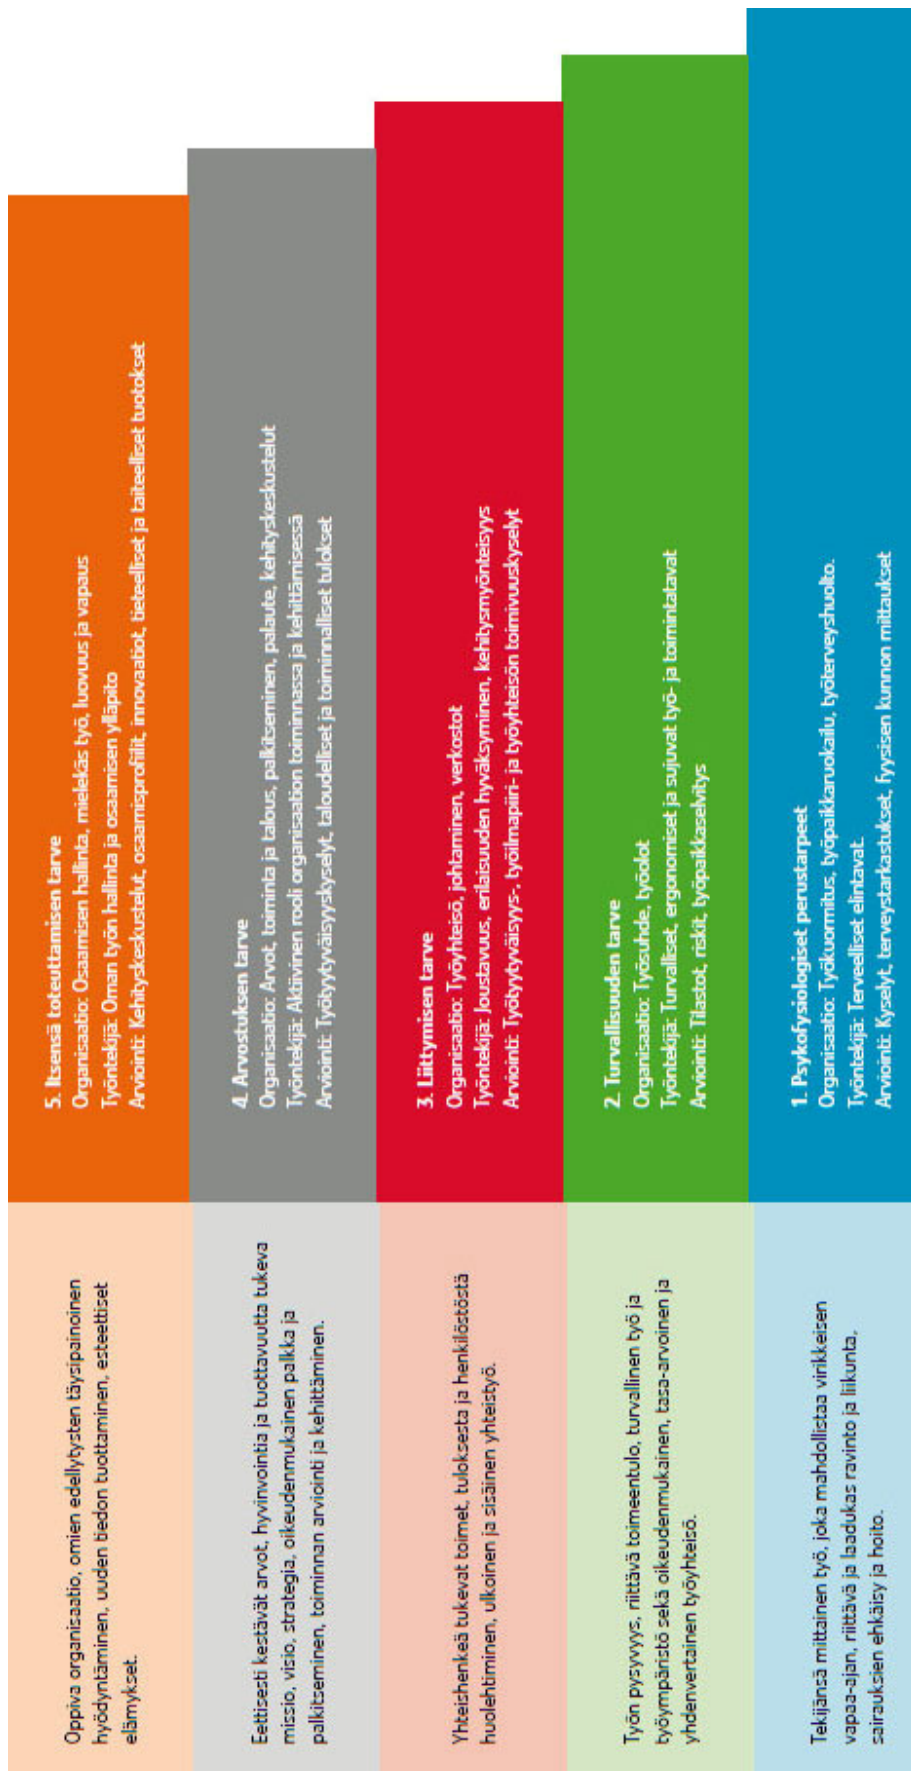 Oppiva organisaatio, omien edellytysten täysipainoinen
hyödyntäminen, uuden tiedon tuottaminen, esteettiset
elämykset.
5. Itsensä toteuttamisen tarve
Organisaatio: Osaamisen hallinta, mielekäs työ, luovuus ja vapaus
Työntekijä: Oman työn hallinta ja osaamisen ylläpito
Arviointi: Kehityskeskustelut, osaamisprofiilit, innovaatiot, tieteelliset ja taiteelliset tuotokset
Eettisesti kestävät arvot, hyvinvointia ja tuottavuutta tukeva
missio, visio, strategia, oikeudenmukainen palkka ja
palkitseminen, toiminnan arviointi ja kehittäminen.
4. Arvostuksen tarve
Organisaatio: Arvot, toiminta ja talous, palkitseminen, palaute, kehityskeskustelut
Työntekijä: Aktiivinen rooli organisaation toiminnassa ja kehittämisessä
Arviointi: Työtyytyväisyyskyselyt, taloudelliset ja toiminnalliset tulokset
Yhteishenkeä tukevat toimet, tuloksesta ja henkilöstöstä
huolehtiminen, ulkoinen ja sisäinen yhteistyö.
3. Liittymisen tarve
Organisaatio: Työyhteisö, johtaminen, verkostot
Työntekijä: Joustavuus, erilaisuuden hyväksyminen, kehitysmyönteisyys
Arviointi: Työtyytyväisyys-, työilmapiiri- ja työyhteisön toimivuuskyselyt
Työn pysyvyys, riittävä toimeentulo, turvallinen työ ja
työympäristö sekä oikeudenmukainen, tasa-arvoinen ja
yhdenvertainen työyhteisö.
2. Turvallisuuden tarve
Organisaatio: Työsuhde, työolot
Työntekijä: Turvalliset, ergonomiset ja sujuvat työ- ja toimintatavat
Arviointi: Tilastot, riskit, työpaikkaselvitys
Tekijänsä mittainen työ, joka mahdollistaa virikkeisen
vapaa-ajan, riittävä ja laadukas ravinto ja liikunta,
sairauksien ehkäisy ja hoito.
1. Psykofysiologiset perustarpeet
Organisaatio: Työkuormitus, työpaikkaruokailu, työterveyshuolto.
Työntekijä: Terveelliset elintavat.
Arviointi: Kyselyt, terveystarkastukset, fyysisen kunnon mittaukset